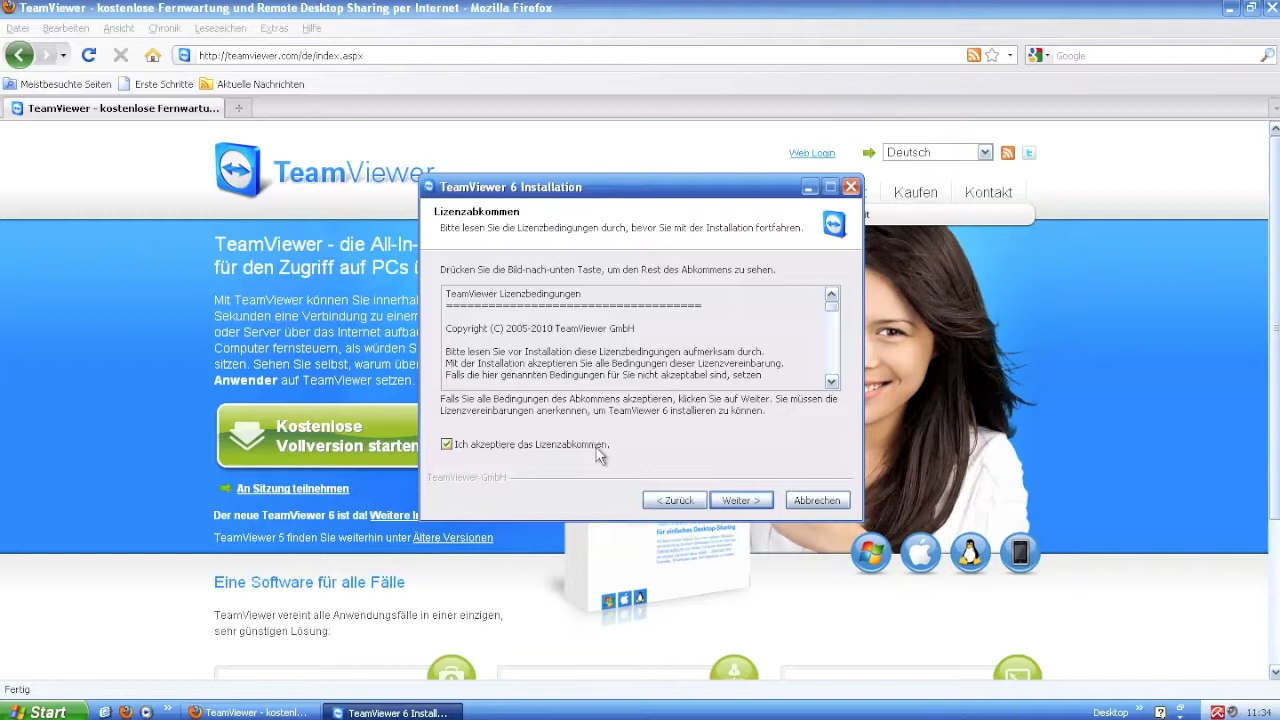 TeamViewer - kostenlose Fernwartung und Remote Desktop Sharing per Internet - Mozilla Firefox
Datei Bearbeiten Ansicht Chronik Lesezeichen Extras Hilfe
http://teamviewer.com/de/index.aspx
Google
Meistbesuchte Seiten Erste Schritte Aktuelle Nachrichten
TeamViewer - kostenlose Fernwartu...
TeamViewer
Web Login
Deutsch
Kaufen Kontakt
TeamViewer - die All-In-
für den Zugriff auf PCs
Mit TeamViewer können Sie innerhal
Sekunden eine Verbindung zu einem
oder Server über das Internet aufba
Computer fernsteuern, als würden S
sitzen. Sehen Sie selbst, warum über
Anwender auf TeamViewer setzen.
Kostenlose
Vollversion starten
An Sitzung teilnehmen
Der neue TeamViewer 6 ist da! Weitere In
TeamViewer 5 finden Sie weiterhin unter Ältere Versionen
Eine Software für alle Fälle
TeamViewer vereint alle Anwendungsfälle in einer einzigen,
sehr günstigen Lösung:
TeamViewer 6 Installation
Lizenzabkommen
Bitte lesen Sie die Lizenzbedingungen durch, bevor Sie mit der Installation fortfahren.
Drücken Sie die Bild-nach-unten Taste, um den Rest des Abkommens zu sehen.
TeamViewer Lizenzbedingungen
====================================
Copyright (C) 2005-2010 TeamViewer GmbH
Bitte lesen Sie vor Installation diese Lizenzbedingungen aufmerksam durch.
Mit der Installation akzeptieren Sie alle Bedingungen dieser Lizenzvereinbarung.
Falls die hier genannten Bedingungen für Sie nicht akzeptabel sind, setzen
Falls Sie alle Bedingungen des Abkommens akzeptieren, klicken Sie auf Weiter. Sie müssen die
Lizenzvereinbarungen anerkennen, um TeamViewer 6 installieren zu können.
Ich akzeptiere das Lizenzabkommen.
TeamViewer GmbH
< Zurück Weiter > Abbrechen
für einfaches Desktop-Sharing
Fertig
Start
TeamViewer - kostenl...
TeamViewer 6 Install...
Desktop
11:34